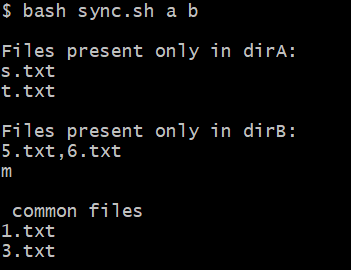 $ bash sync.sh a b
Files present only in dirA:
s.txt
t.txt
Files present only in dirB:
5.txt,6.txt
m
common files
1.txt
3.txt